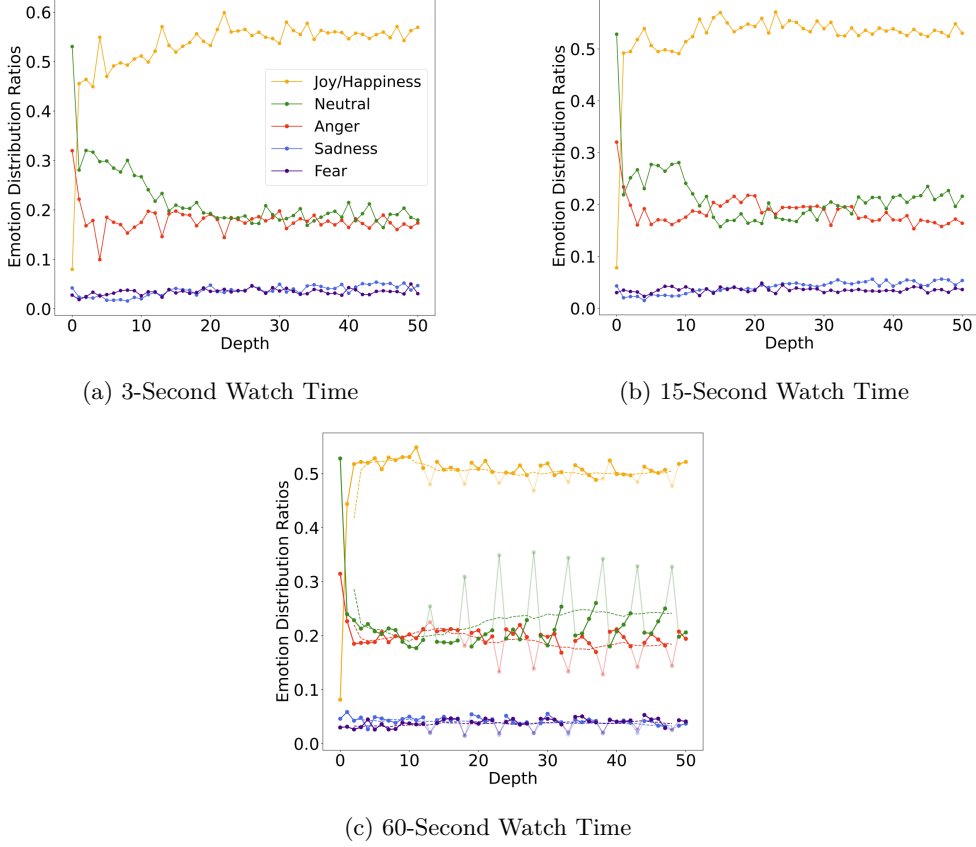 0.6
0.5
0.4
0.3
0.2
0.1
0.0
Emotion Distribution Ratios
Joy/Happiness
Neutral
Anger
Sadness
Fear
0 10 20 30 40 50
Depth
(a) 3-Second Watch Time
0.5
0.4
0.3
0.2
0.1
0.0
Emotion Distribution Ratios
0 10 20 30 40 50
Depth
(b) 15-Second Watch Time
0.5
0.4
0.3
0.2
0.1
0.0
Emotion Distribution Ratios
0 10 20 30 40 50
Depth
(c) 60-Second Watch Time